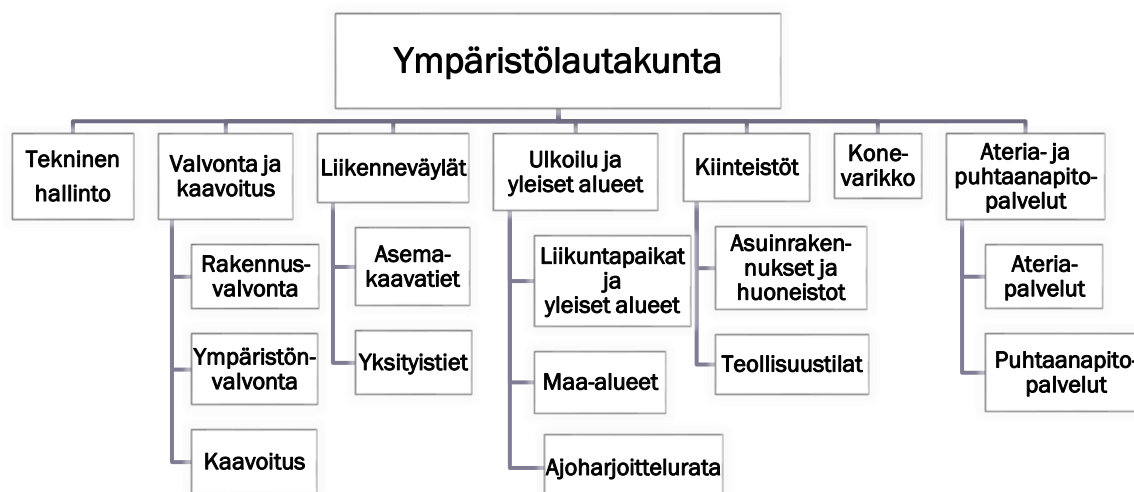 Ympäristölautakunta
Tekninen
hallinto
Valvonta ja
kaavoitus
Rakennus-
valvonta
Ympäristön-
valvonta
Kaavoitus
Liikenneväylät
Asema-
kaavatiet
Yksityistiet
Ulkoilu ja
yleiset alueet
Liikuntapaikat
ja
yleiset alueet
Maa-alueet
Ajoharjoittelurata
Kiinteistöt
Asuinraken-
nukset ja
huoneistot
Teollisuustilat
Kone-
varikko
Ateria- ja
puhtaanapito-
palvelut
Ateria-
palvelut
Puhtaanapito-
palvelut